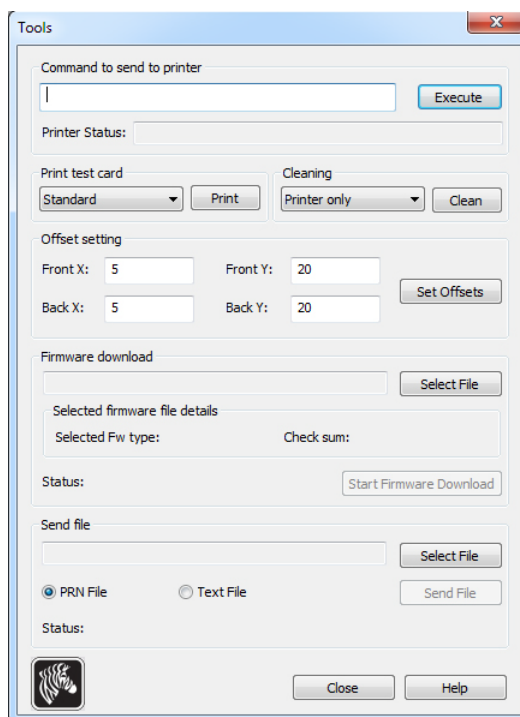 Tools
Command to send to printer
Execute
Printer Status:
Print test card
Cleaning
Standard
Print
Printer only
Clean
Offset setting
Front X: 5 Front Y: 20
Set Offsets
Back X: 5 Back Y: 20
Firmware download
Select File
Selected firmware file details
Selected Fw type: Check sum:
Status:
Start Firmware Download
Send file
Select File
PRN File Text File
Send File
Status:
Close Help